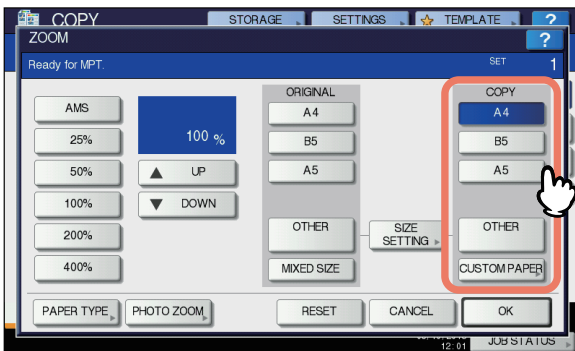 COPY STORAGE SETTINGS TEMPLATE ?
ZOOM ?
Ready for MPT. SET 1
ORIGINAL COPY
AMS A4 A4
25% 100 % B5 B5
50% UP A5 A5
100% DOWN
200% OTHER SIZE SETTING OTHER
400% MIXED SIZE CUSTOM PAPER
PAPER TYPE PHOTO ZOOM RESET CANCEL OK
12:01 JOB STATUS